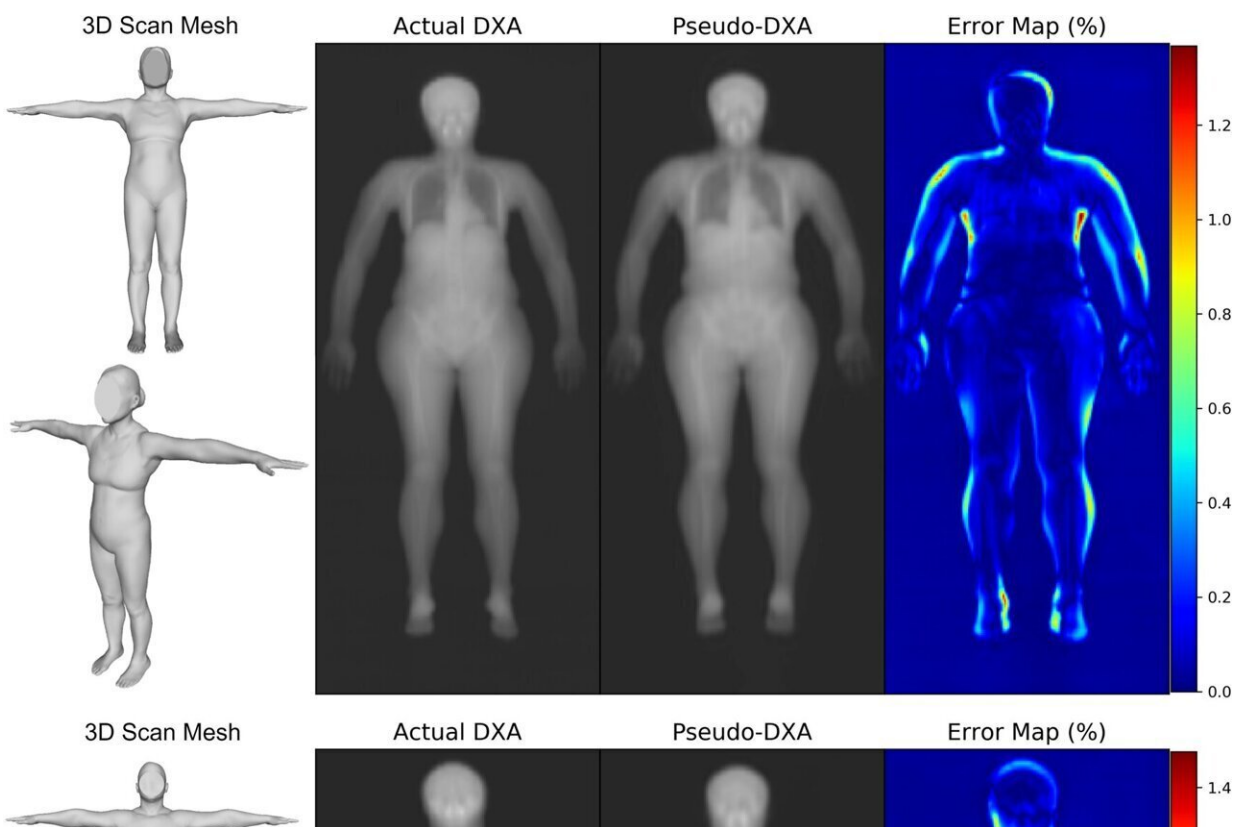 3D Scan Mesh
Actual DXA
Pseudo-DXA
Error Map (%)
1.2
1.0
0.8
0.6
0.4
0.2
0.0
3D Scan Mesh
Actual DXA
Pseudo-DXA
Error Map (%)
1.4